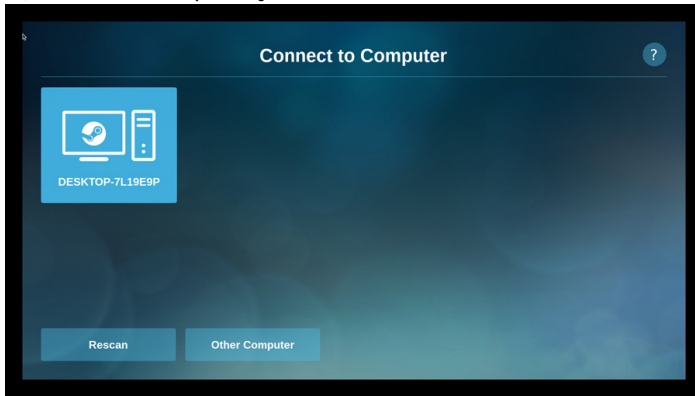 Connect to Computer
?
DESKTOP-7L19E9P
Rescan
Other Computer